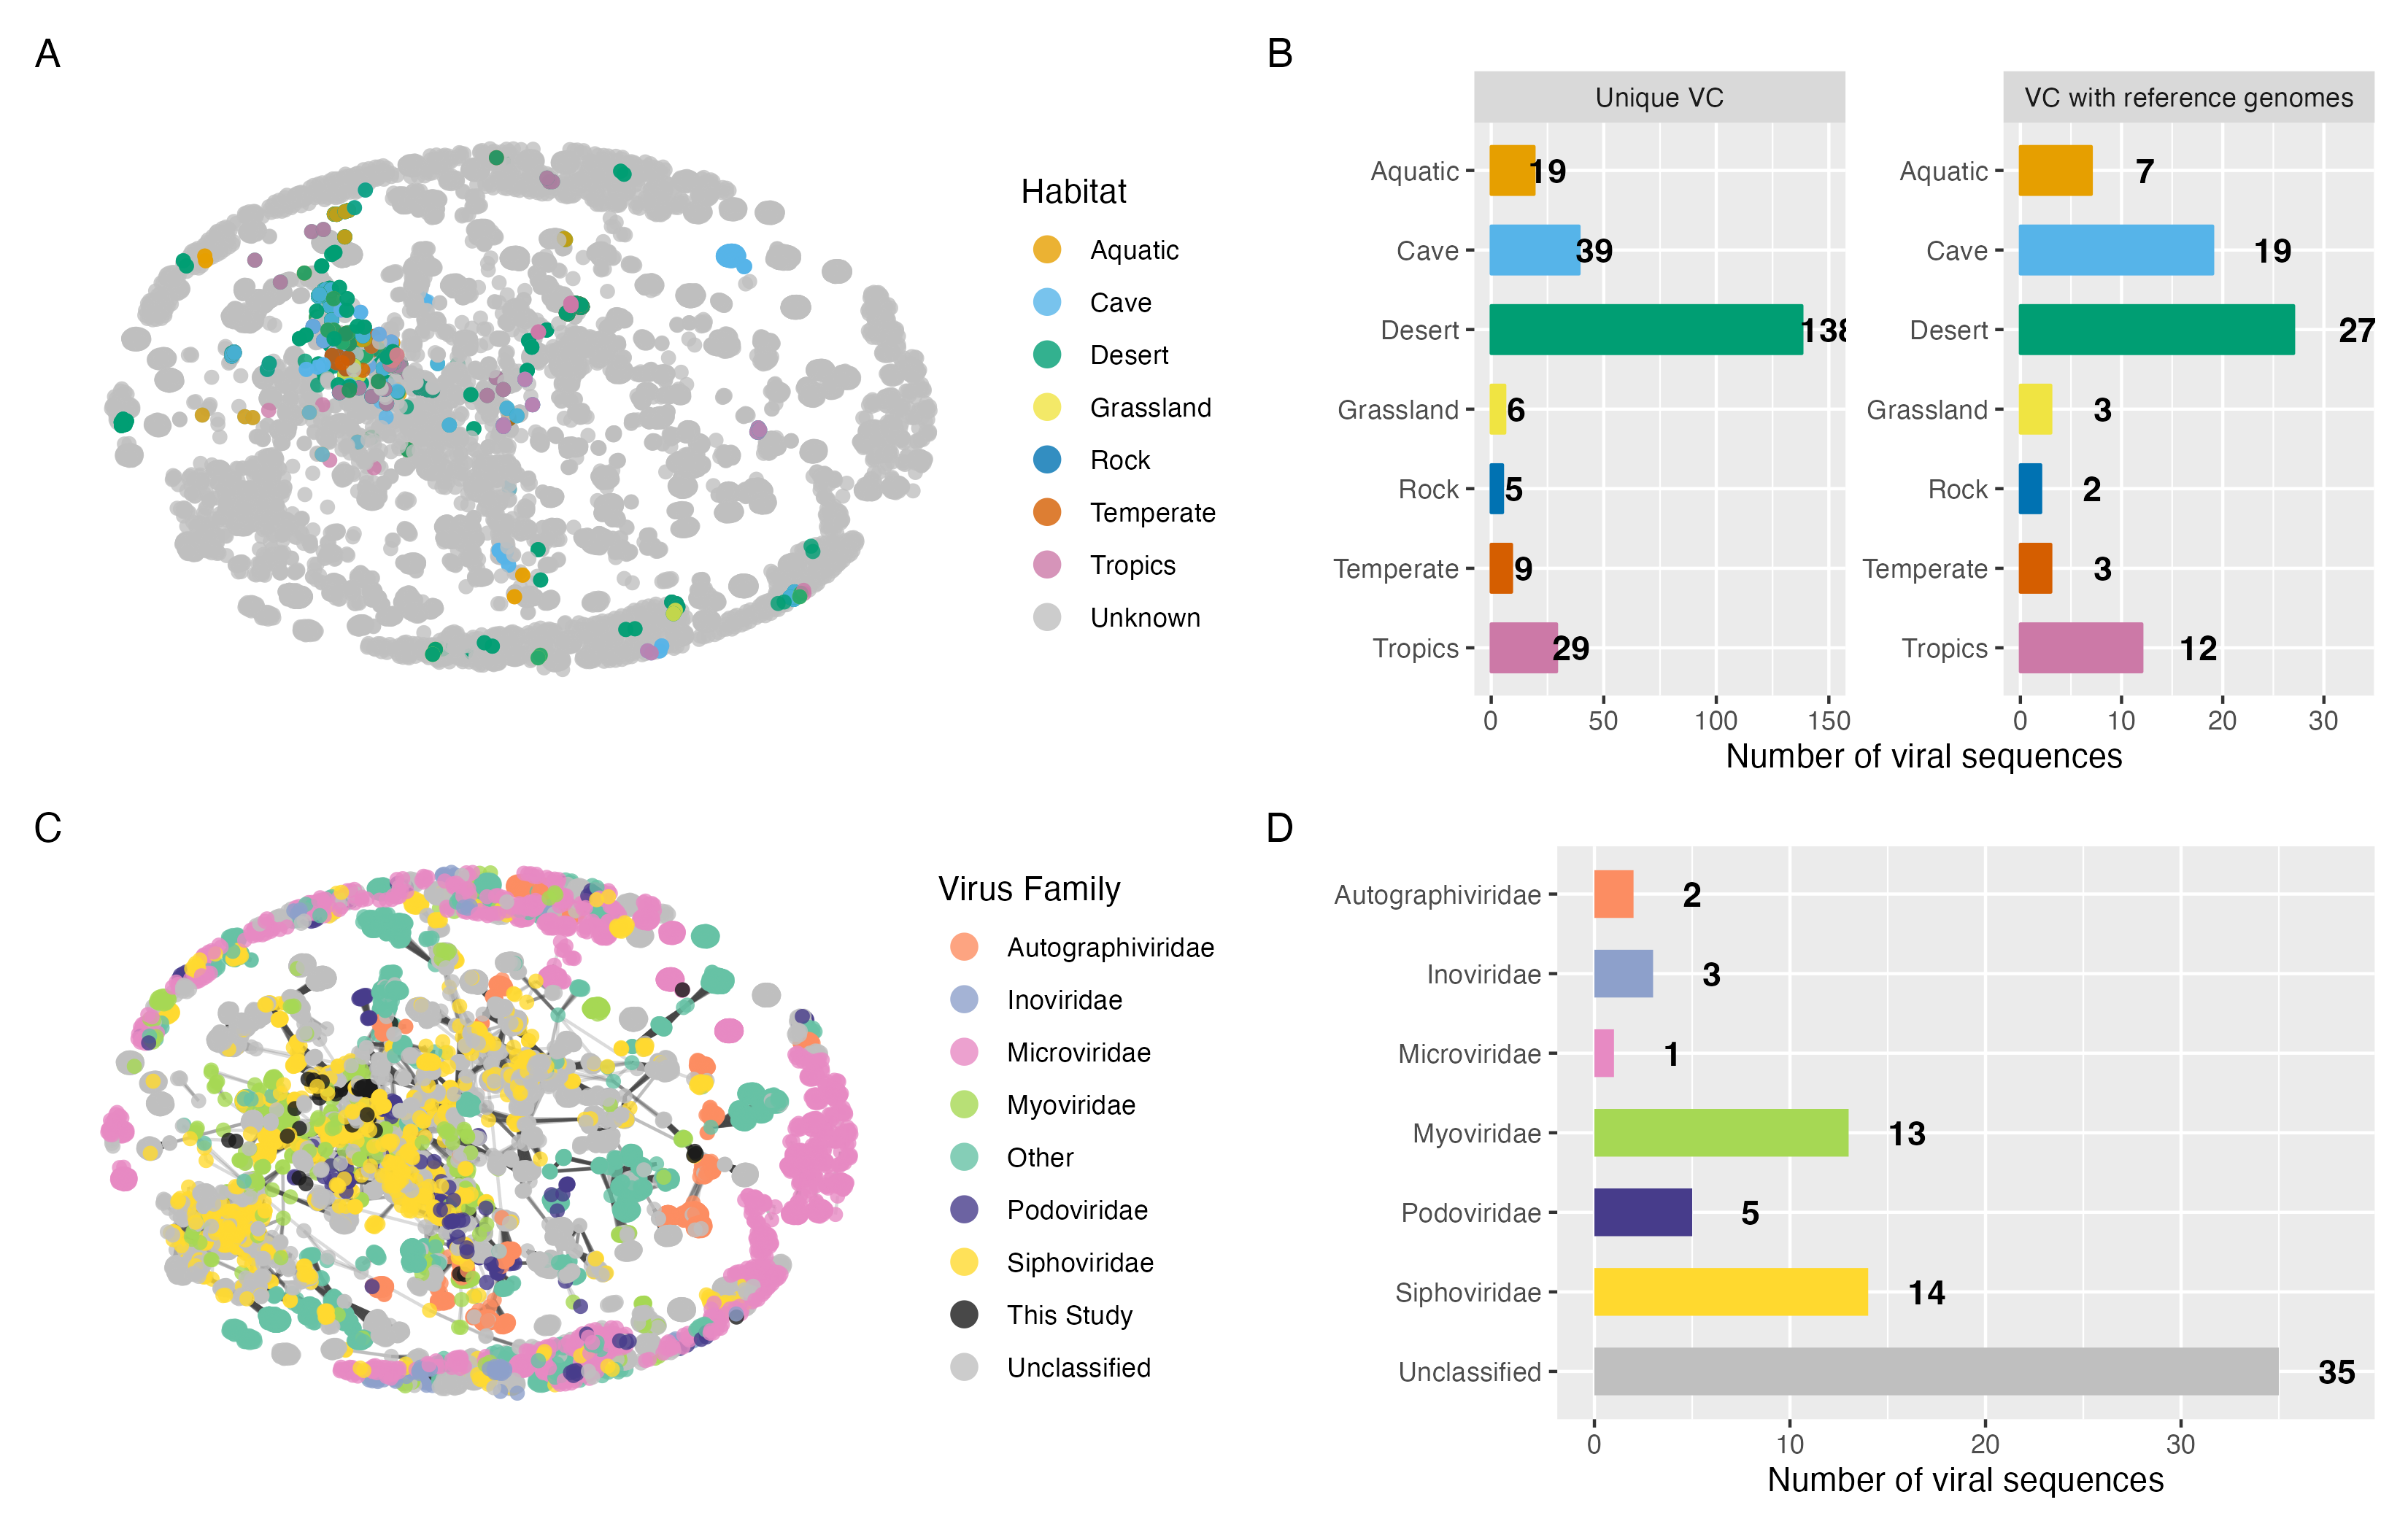 A
Habitat
Aquatic
Cave
Desert
Grassland
Rock
Temperate
Tropics
Unknown
B
Unique VC
VC with reference genomes
Aquatic
19
Cave
39
Desert
138
Grassland
6
Rock
5
Temperate
9
Tropics
29
0 50 100 150
Aquatic
7
Cave
19
Desert
27
Grassland
3
Rock
2
Temperate
3
Tropics
12
0 10 20 30
Number of viral sequences
C
Virus Family
Autographiviridae
Inoviridae
Microviridae
Myoviridae
Other
Podoviridae
Siphoviridae
This Study
Unclassified
D
Autographiviridae
2
Inoviridae
3
Microviridae
1
Myoviridae
13
Podoviridae
5
Siphoviridae
14
Unclassified
35
0 10 20 30
Number of viral sequences